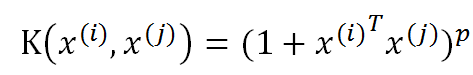 K(x⁽ⁱ⁾, x⁽ʲ⁾) = (1 + x⁽ⁱ⁾ᵀ x⁽ʲ⁾)ᵖ